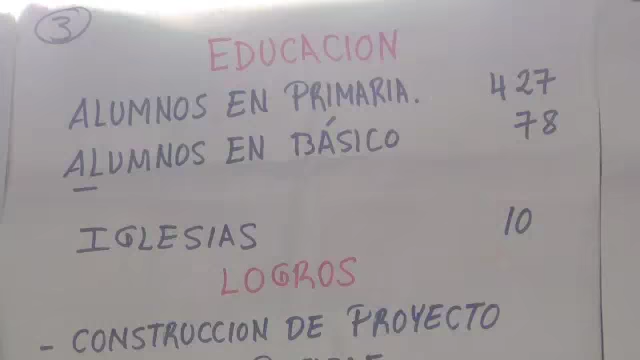 3
EDUCACION
ALUMNOS EN PRIMARIA. 427
ALUMNOS EN BÁSICO 78
IGLESIAS 10
LOGROS
- CONSTRUCCION DE PROYECTO